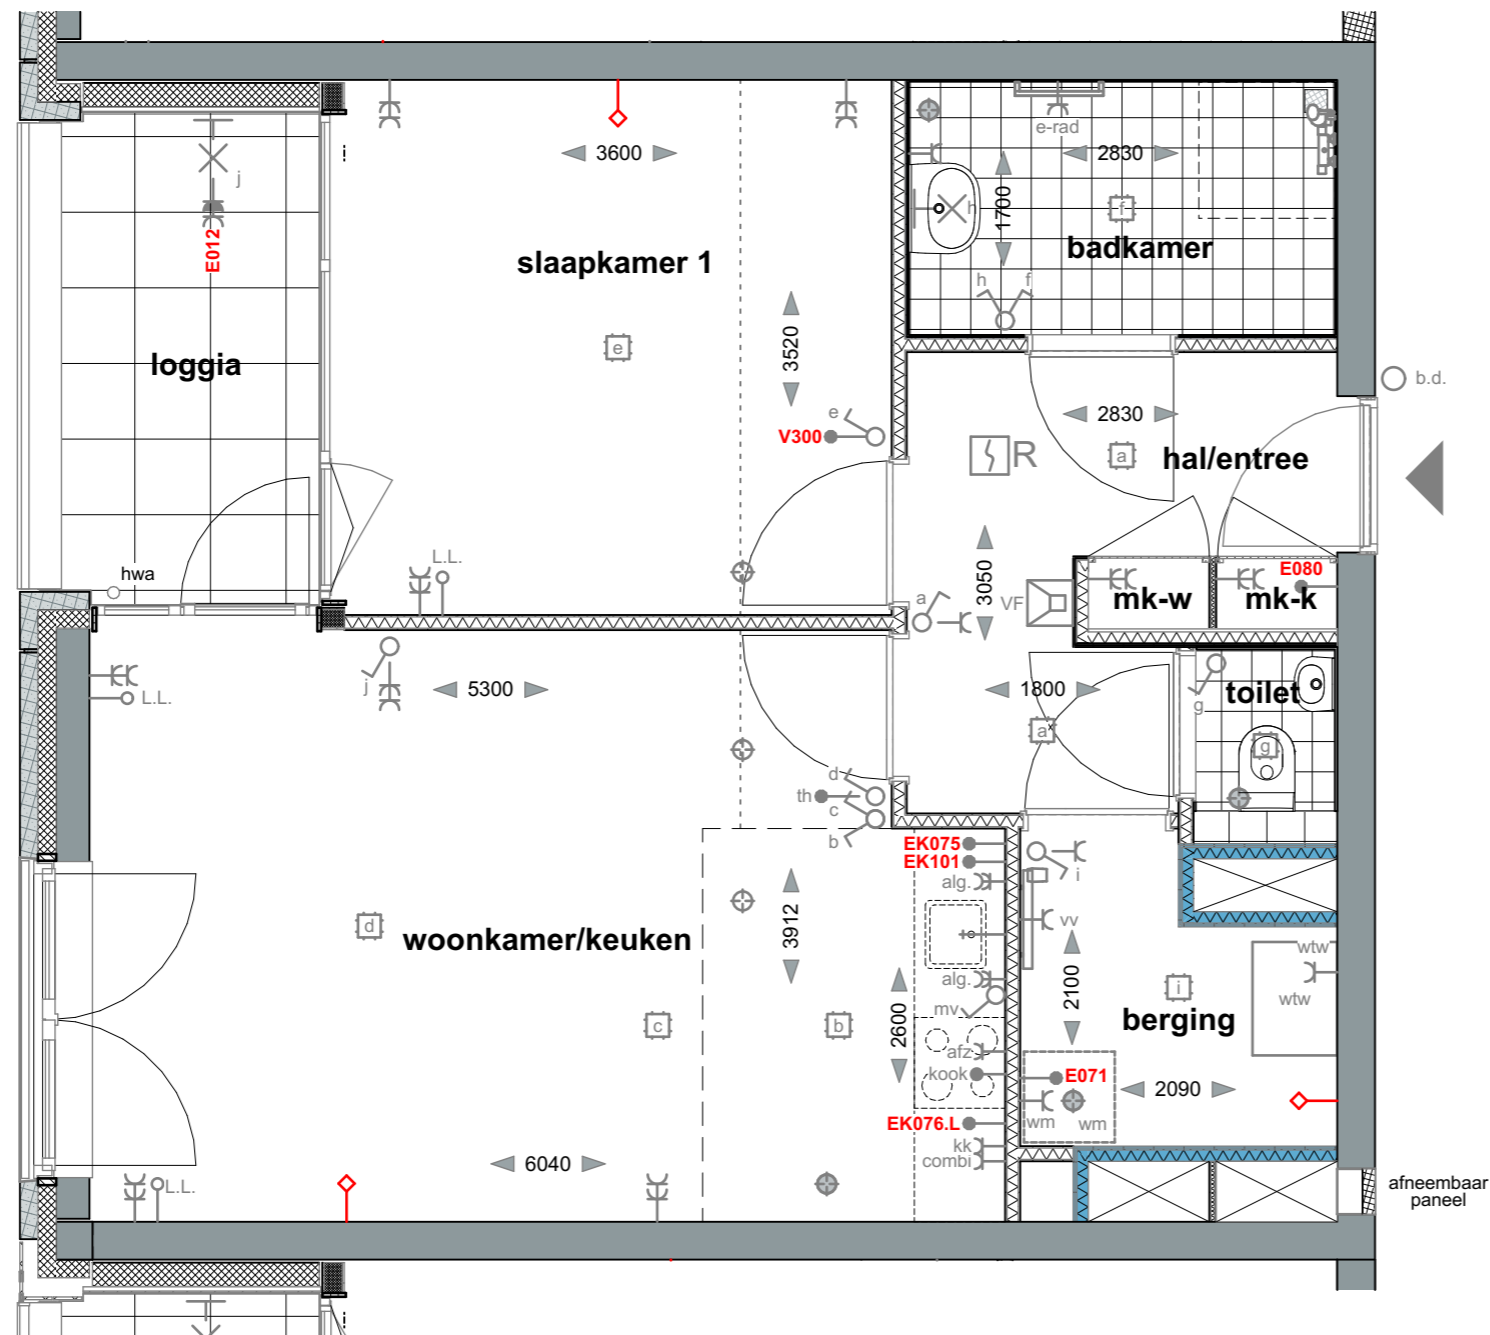 e-rad
3600
2830
j
h
f
1700
E012
badkamer
slaapkamer 1
h
f
3520
e
loggia
b.d.
e
2830
V300
R
a
hal/entree
L.L.
hwa
3050
E080
a
VF
mk-w
mk-k
j
5300
1800
toilet
L.L.
g
a×
g
d
th
c
b
EK075
EK101
alg.
i
vv
d
woonkamer/keuken
3912
wtw
2100
alg.
i
wtw
mv
berging
c
b
2600
afz
kook
E071
2090
EK076.L
wm
wm
kk
combi
6040
L.L.
afneembaar
paneel